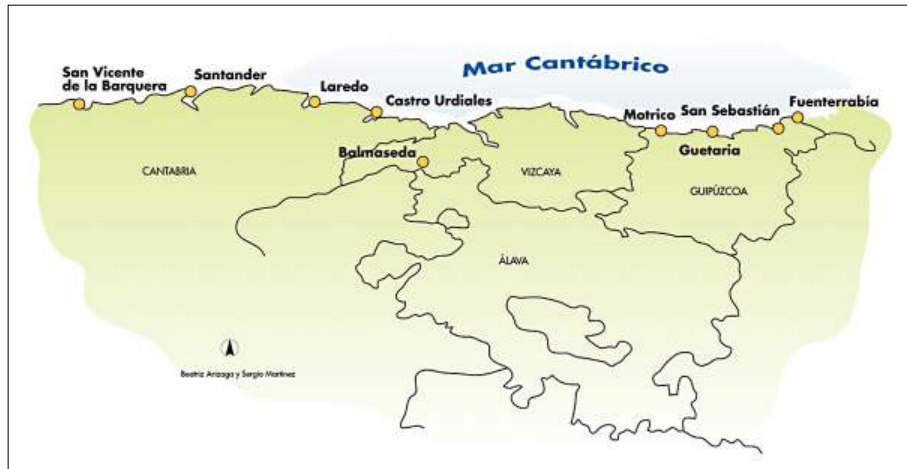 Mar Cantábrico
San Vicente
de la Barquera
Santander
Laredo
Castro Urdiales
Motrico
San Sebastián
Fuenterrabía
Guetaria
Balmaseda
CANTABRIA
VIZCAYA
GUIPÚZCOA
ÁLAVA
Beatriz Arizaga y Sergio Martinez